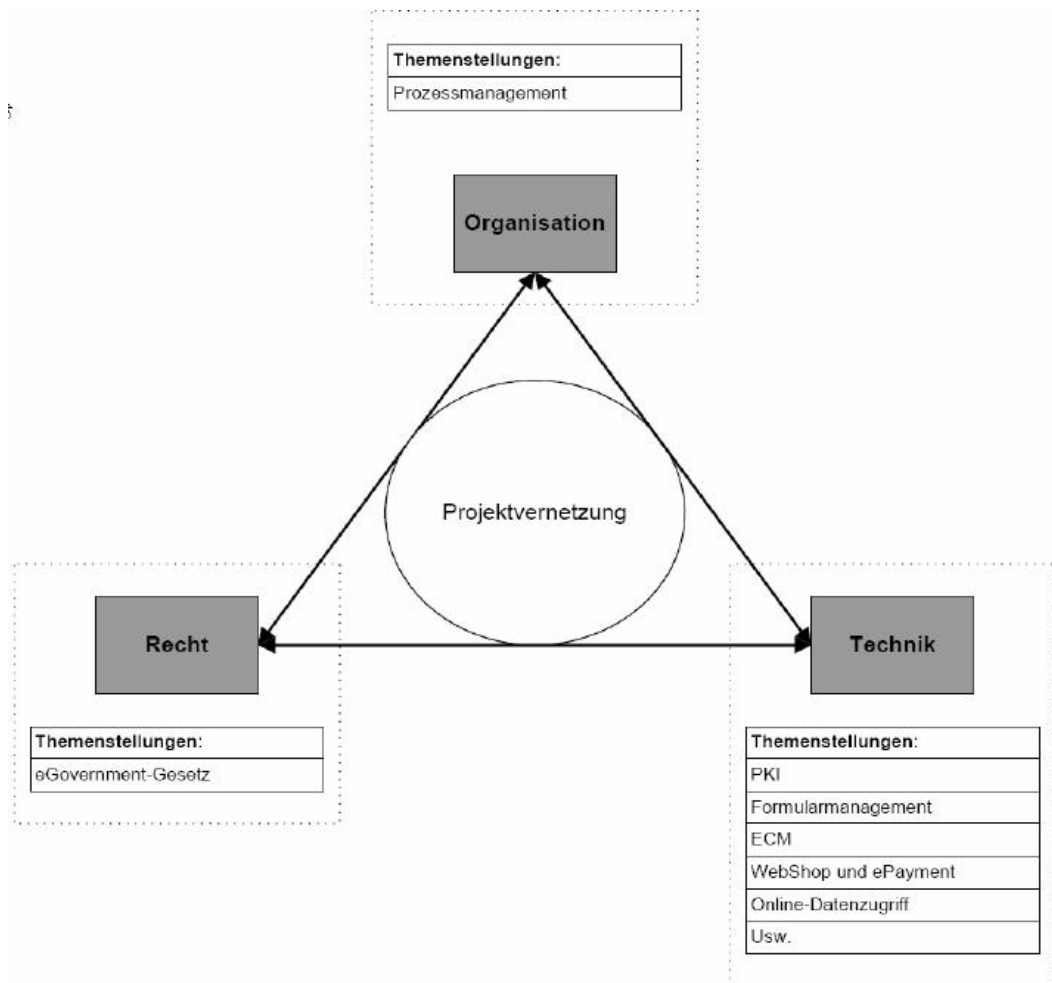 Themenstellungen:
Prozessmanagement
Organisation
Projektvernetzung
Recht
Technik
Themenstellungen:
eGovernment-Gesetz
Themenstellungen:
PKI
Formularmanagement
ECM
WebShop und ePayment
Online-Datenzugriff
Usw.